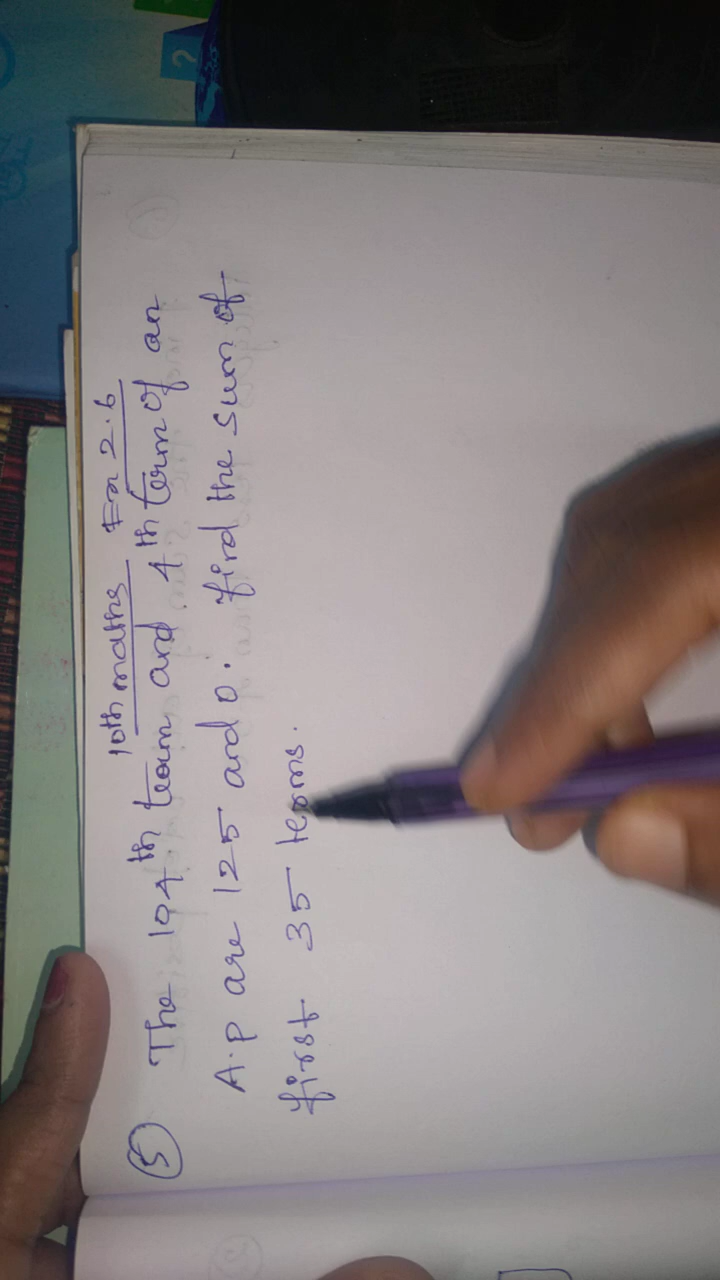 10th maths Ex 2.6
5 The 104th term and 4th term of an
A.P are 125 and 0. find the sum of
first 35 terms.